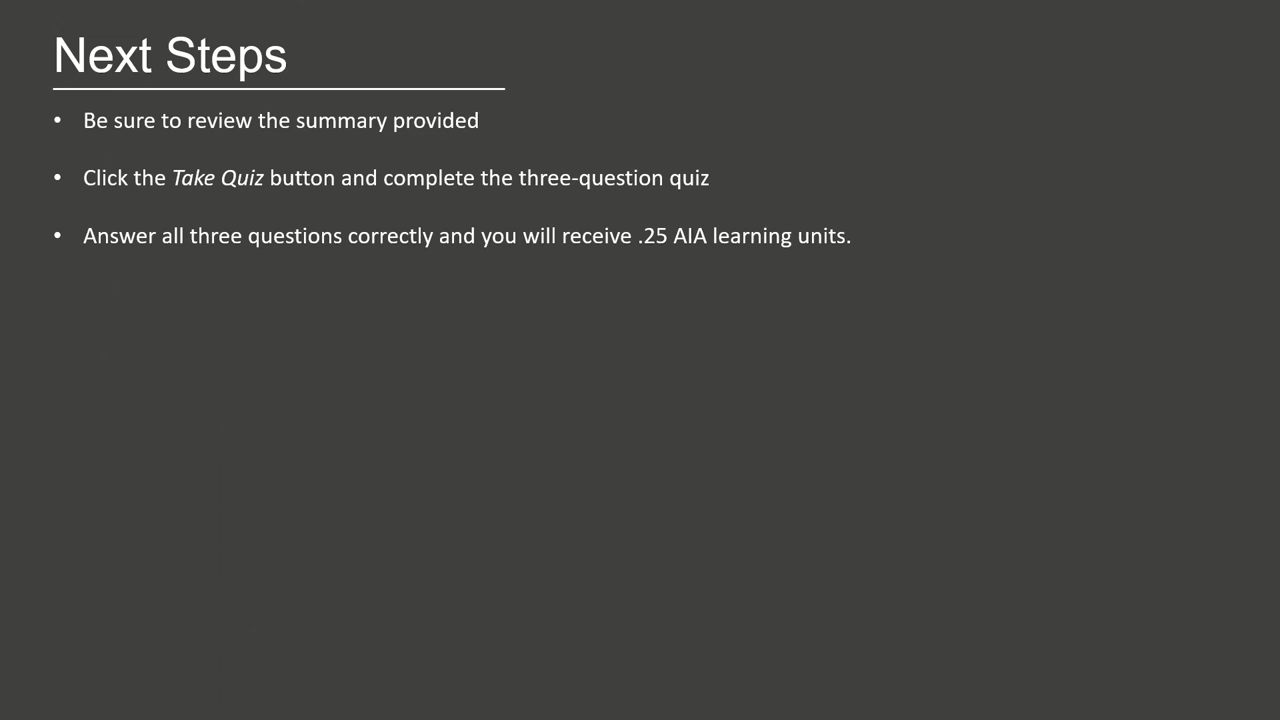 Next Steps
• Be sure to review the summary provided
• Click the Take Quiz button and complete the three-question quiz
• Answer all three questions correctly and you will receive .25 AIA learning units.